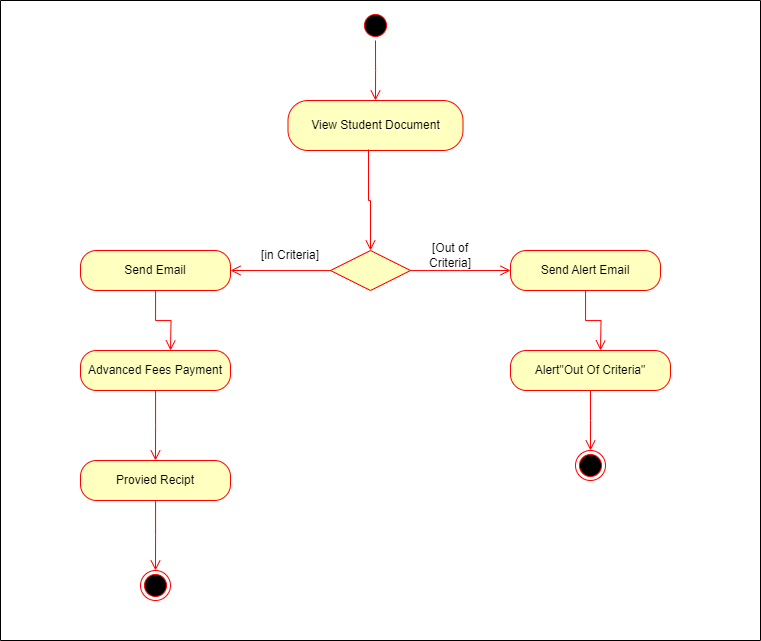 View Student Document
[in Criteria]
[Out of
Criteria]
Send Email
Send Alert Email
Advanced Fees Payment
Alert"Out Of Criteria"
Provied Recipt